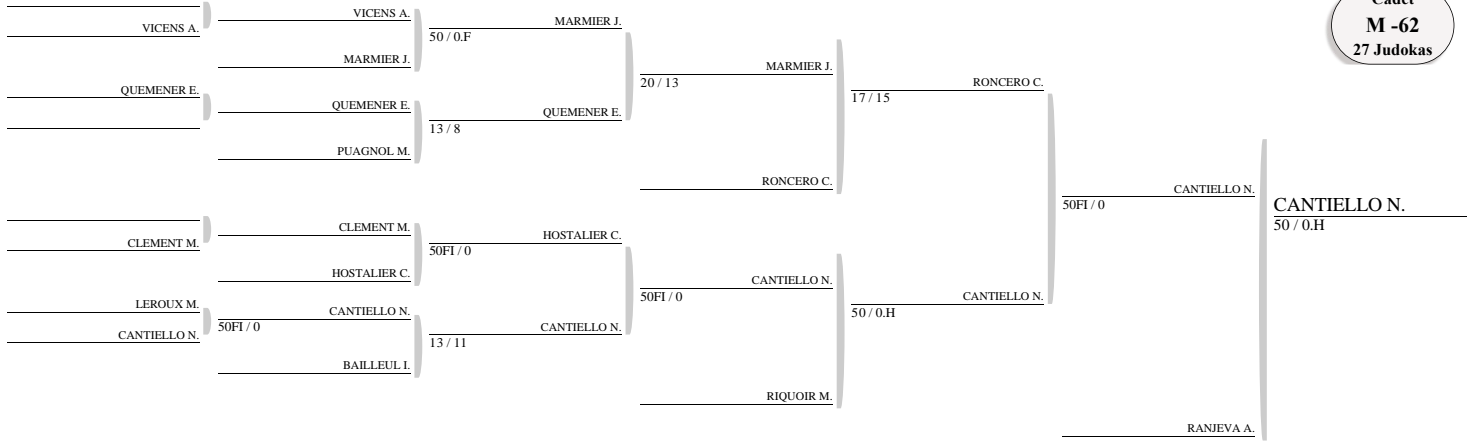 Cadet
M -62
27 Judokas
VICENS A.
QUEMENER E.
CLEMENT M.
LEROUX M.
CANTIELLO N.
VICENS A.
MARMIER J.
QUEMENER E.
PUAGNOL M.
CLEMENT M.
HOSTALIER C.
CANTIELLO N.
50FI / 0
BAILLEUL I.
MARMIER J.
50 / 0.F
QUEMENER E.
13 / 8
HOSTALIER C.
50FI / 0
CANTIELLO N.
13 / 11
MARMIER J.
20 / 13
RONCERO C.
CANTIELLO N.
50FI / 0
RIQUOIR M.
RONCERO C.
17 / 15
CANTIELLO N.
50 / 0.H
CANTIELLO N.
50FI / 0
RANJEVA A.
CANTIELLO N.
50 / 0.H